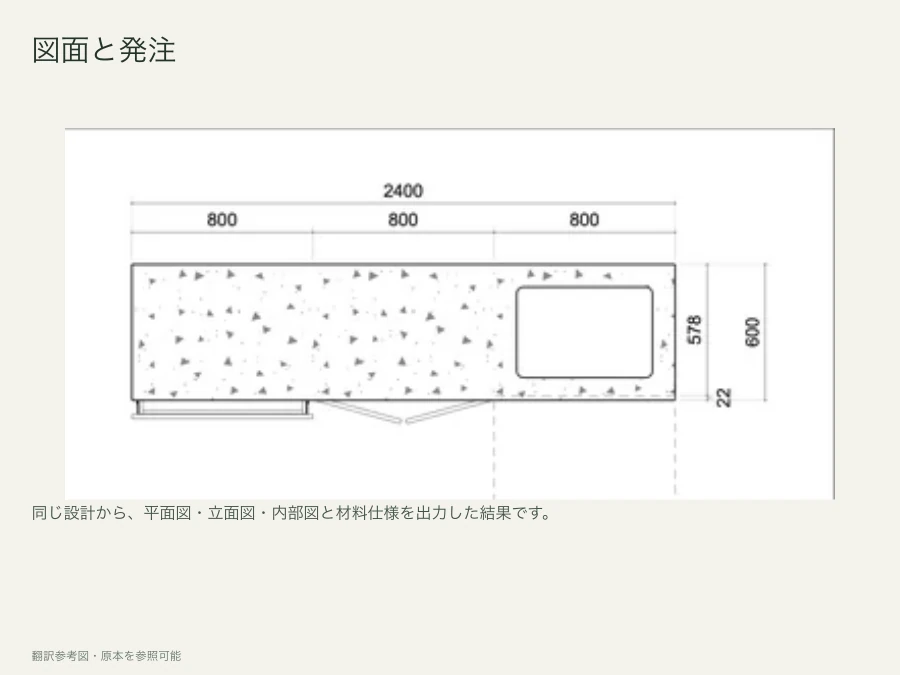 図面と発注
2400
800 800 800
578
600
22
同じ設計から、平面図・立面図・内部図と材料仕様を出力した結果です。
翻訳参考図・原本を参照可能